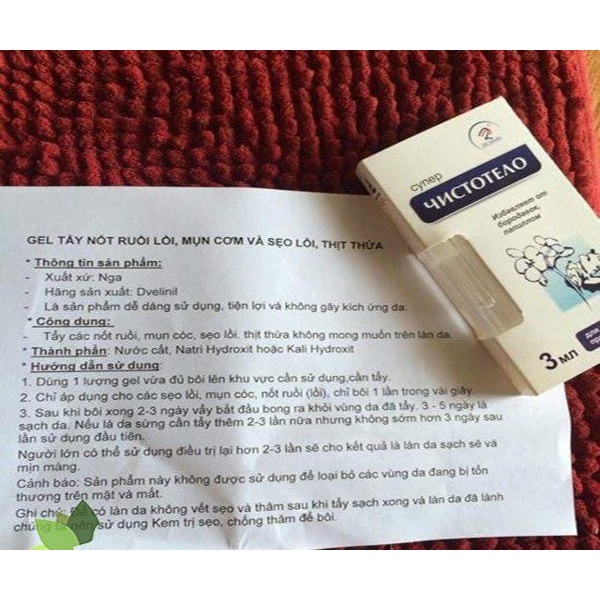 GEL TẨY NỐT RUỒI LỒI, MỤN CƠM VÀ SẸO LỒI, THỊT THỪA
* Thông tin sản phẩm:
- Xuất xứ: Nga
- Hãng sản xuất: Dvelinil
- Là sản phẩm dễ dàng sử dụng, tiện lợi và không gây kích ứng da.
* Công dụng:
- Tẩy các nốt ruồi, mụn cóc, sẹo lồi, thịt thừa không mong muốn trên làn da.
* Thành phần: Nước cất, Natri Hydroxit hoặc Kali Hydroxit
* Hướng dẫn sử dụng:
1. Dùng 1 lượng gel vừa đủ bôi lên khu vực cần sử dụng,cần tẩy.
2. Chỉ áp dụng cho các sẹo lồi, mụn cóc, nốt ruồi (lồi), chỉ bôi 1 lần trong vài giây.
3. Sau khi bôi xong 2-3 ngày vẩy bắt đầu bong ra khỏi vùng da đã tẩy. 3 - 5 ngày là
sạch da. Nếu là da sừng cần tẩy thêm 2-3 lần nữa nhưng không sớm hơn 3 ngày sau
lần sử dụng đầu tiên.
Người lớn có thể sử dụng điều trị lại hơn 2-3 lần sẽ cho kết quả là làn da sạch sẽ và
mịn màng.
Cảnh báo: Sản phẩm này không được sử dụng để loại bỏ các vùng da đang bị tổn
thương trên mặt và mắt.
Ghi chú: Để có làn da không vết sẹo và thâm sau khi tẩy sạch xong và làn da đã lành
chúng ta nên sử dụng Kem trị sẹo, chống thâm để bôi.
супер
ЧИСТОТЕЛО
Избавляет от
бородавок,
папиллом
для
3 мл